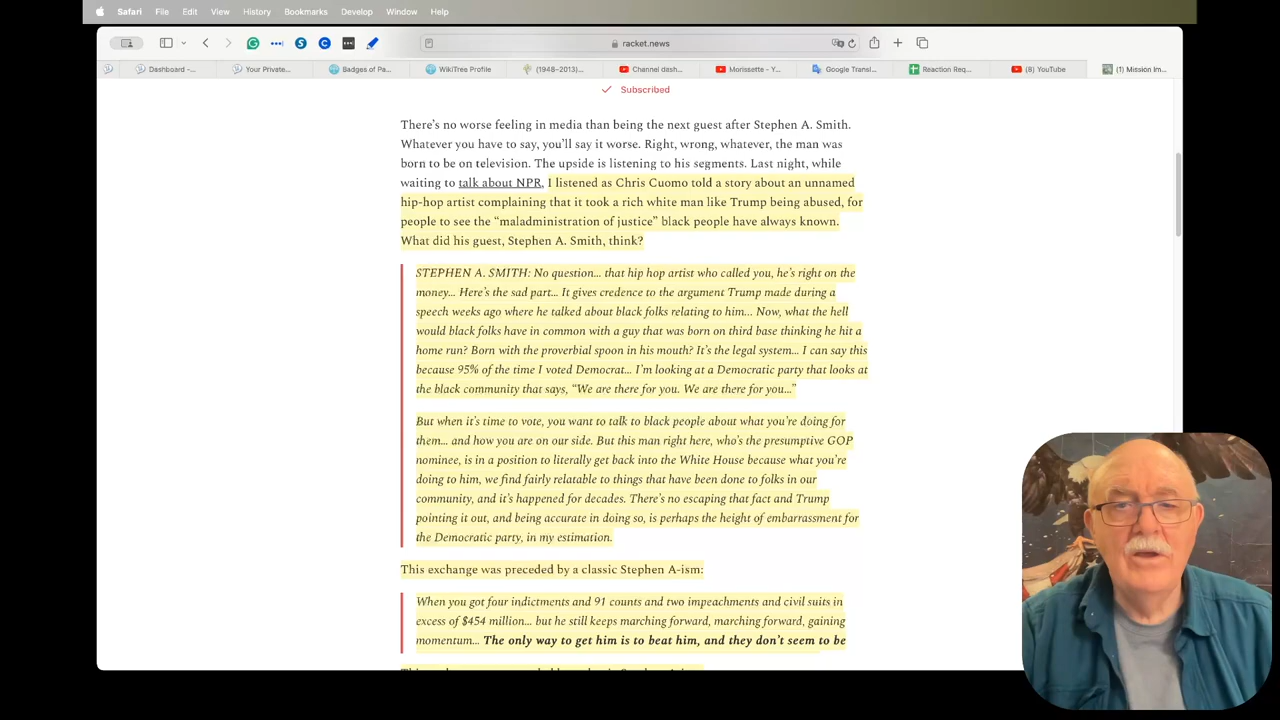 Safari File Edit View History Bookmarks Develop Window Help
racket.news
Dashboard -... Your Private... Badges of Pa... WikiTree Profile (1948–2013)... Channel dash... Morissette - Y... Google Transl... Reaction Req... (8) YouTube (1) Mission Im...
Subscribed
There’s no worse feeling in media than being the next guest after Stephen A. Smith.
Whatever you have to say, you’ll say it worse. Right, wrong, whatever, the man was
born to be on television. The upside is listening to his segments. Last night, while
waiting to talk about NPR, I listened as Chris Cuomo told a story about an unnamed
hip-hop artist complaining that it took a rich white man like Trump being abused, for
people to see the “maladministration of justice” black people have always known.
What did his guest, Stephen A. Smith, think?
STEPHEN A. SMITH: No question… that hip hop artist who called you, he’s right on the
money… Here’s the sad part… It gives credence to the argument Trump made during a
speech weeks ago where he talked about black folks relating to him… Now, what the hell
would black folks have in common with a guy that was born on third base thinking he hit a
home run? Born with the proverbial spoon in his mouth? It’s the legal system… I can say this
because 95% of the time I voted Democrat… I’m looking at a Democratic party that looks at
the black community that says, “We are there for you. We are there for you…”
But when it’s time to vote, you want to talk to black people about what you’re doing for
them… and how you are on our side. But this man right here, who’s the presumptive GOP
nominee, is in a position to literally get back into the White House because what you’re
doing to him, we find fairly relatable to things that have been done to folks in our
community, and it’s happened for decades. There’s no escaping that fact and Trump
pointing it out, and being accurate in doing so, is perhaps the height of embarrassment for
the Democratic party, in my estimation.
This exchange was preceded by a classic Stephen A-ism:
When you got four indictments and 91 counts and two impeachments and civil suits in
excess of $454 million… but he still keeps marching forward, marching forward, gaining
momentum… The only way to get him is to beat him, and they don’t seem to be